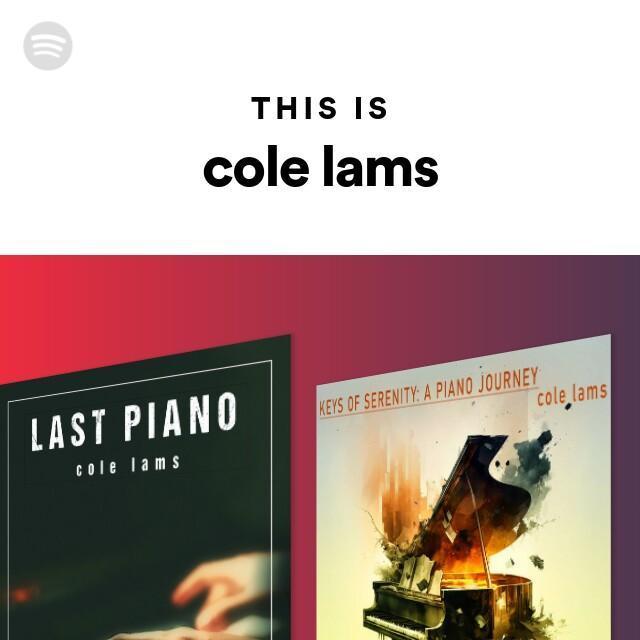 THIS IS
cole lams
LAST PIANO
cole lams
KEYS OF SERENITY: A PIANO JOURNEY
cole lams